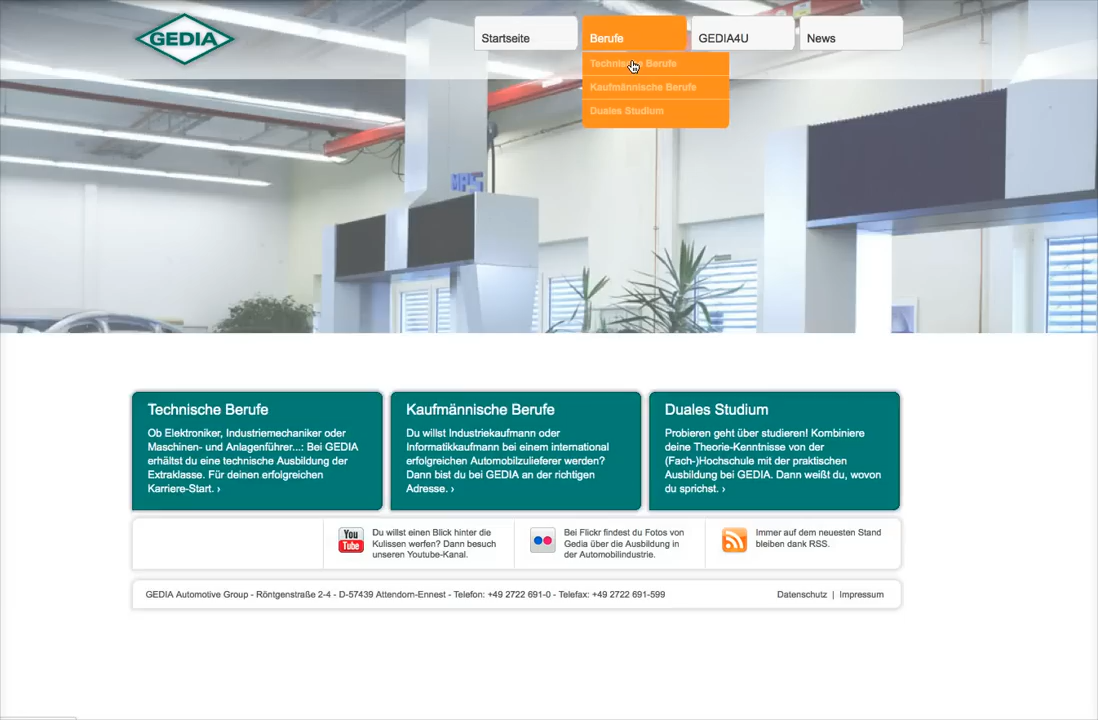 GEDIA
Startseite
Berufe
GEDIA4U
News
Technische Berufe
Kaufmännische Berufe
Duales Studium
Technische Berufe
Ob Elektroniker, Industriemechaniker oder
Maschinen- und Anlagenführer...: Bei GEDIA
erhältst du eine technische Ausbildung der
Extraklasse. Für deinen erfolgreichen
Karriere-Start. ›
Kaufmännische Berufe
Du willst Industriekaufmann oder
Informatikkaufmann bei einem international
erfolgreichen Automobilzulieferer werden?
Dann bist du bei GEDIA an der richtigen
Adresse. ›
Duales Studium
Probieren geht über studieren! Kombiniere
deine Theorie-Kenntnisse von der
(Fach-)Hochschule mit der praktischen
Ausbildung bei GEDIA. Dann weißt du, wovon
du sprichst. ›
You
Tube
Du willst einen Blick hinter die
Kulissen werfen? Dann besuch
unseren Youtube-Kanal.
Bei Flickr findest du Fotos von
Gedia über die Ausbildung in
der Automobilindustrie.
Immer auf dem neuesten Stand
bleiben dank RSS.
GEDIA Automotive Group - Röntgenstraße 2-4 - D-57439 Attendorn-Ennest - Telefon: +49 2722 691-0 - Telefax: +49 2722 691-599
Datenschutz | Impressum